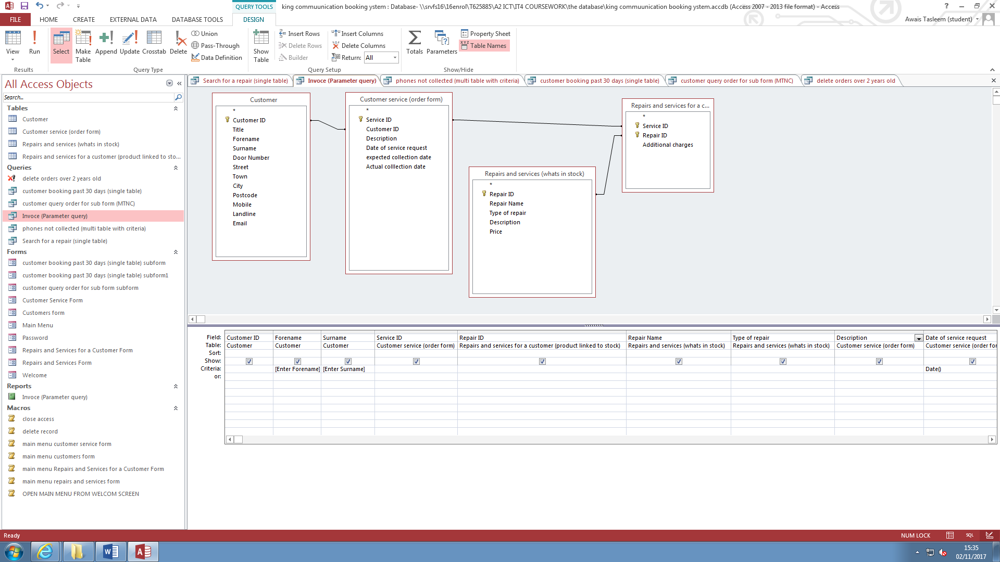 QUERY TOOLS
king commuunication booking ystem : Database- \\srvfs16\16enrol\T625885\A2 ICT\IT4 COURSEWORK\the database\king commuunication booking ystem.accdb (Access 2007 - 2013 file format) - Access
FILE HOME CREATE EXTERNAL DATA DATABASE TOOLS DESIGN
Awais Tasleem (student)
View
Run
Results
Select
Make Table
Append
Update
Crosstab
Delete
Union
Pass-Through
Data Definition
Query Type
Show Table
Insert Rows
Delete Rows
Builder
Insert Columns
Delete Columns
Return: All
Query Setup
Totals
Parameters
Property Sheet
Table Names
Show/Hide
All Access Objects
Search...
Tables
Customer
Customer service (order form)
Repairs and services (whats in stock)
Repairs and services for a customer (product linked to sto...
Queries
delete orders over 2 years old
customer booking past 30 days (single table)
customer query order for sub form (MTNC)
Invoce (Parameter query)
phones not collected (multi table with criteria)
Search for a repair (single table)
Forms
customer booking past 30 days (single table) subform
customer booking past 30 days (single table) subform1
customer query order for sub form subform
Customer Service Form
Customers form
Main Menu
Password
Repairs and Services for a Customer Form
Repairs and Services Form
Welcome
Reports
Invoce (Parameter query)
Macros
close access
delete record
main menu customer service form
main menu customers form
main menu Repairs and Services for a Customer Form
main menu repairs and services form
OPEN MAIN MENU FROM WELCOM SCREEN
Search for a repair (single table)
Invoce (Parameter query)
phones not collected (multi table with criteria)
customer booking past 30 days (single table)
customer query order for sub form (MTNC)
delete orders over 2 years old
Customer
*
Customer ID
Title
Forename
Surname
Door Number
Street
Town
City
Postcode
Mobile
Landline
Email
Customer service (order form)
*
Service ID
Customer ID
Description
Date of service request
expected collection date
Actual colllection date
Repairs and services (whats in stock)
*
Repair ID
Repair Name
Type of repair
Description
Price
Repairs and services for a c...
*
Service ID
Repair ID
Additional charges
Field: Customer ID Forename Surname Service ID Repair ID Repair Name Type of repair Description Date of service request
Table: Customer Customer Customer Customer service (order form) Repairs and services for a customer (product linked to stock) Repairs and services (whats in stock) Repairs and services (whats in stock) Customer service (order form) Customer service (order for
Sort:
Show:
Criteria: [Enter Forename] [Enter Surname] Date()
or:
Ready
NUM LOCK
SQL
15:35
02/11/2017